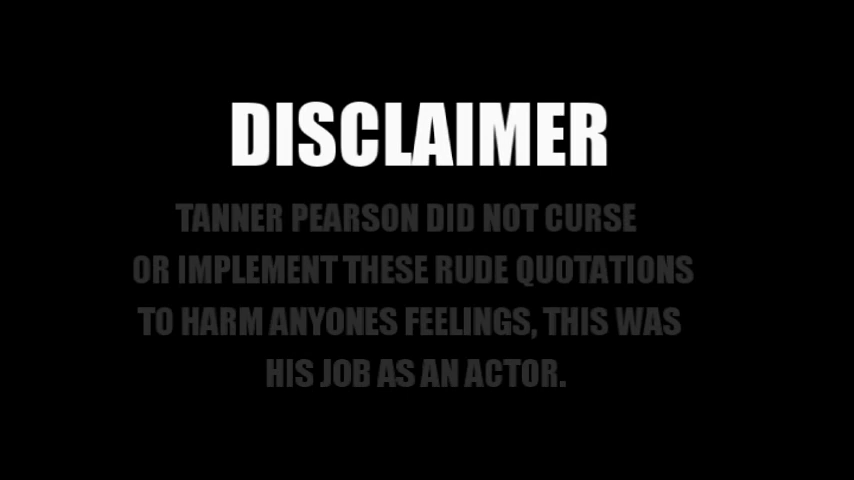 DISCLAIMER
TANNER PEARSON DID NOT CURSE
OR IMPLEMENT THESE RUDE QUOTATIONS
TO HARM ANYONES FEELINGS, THIS WAS
HIS JOB AS AN ACTOR.